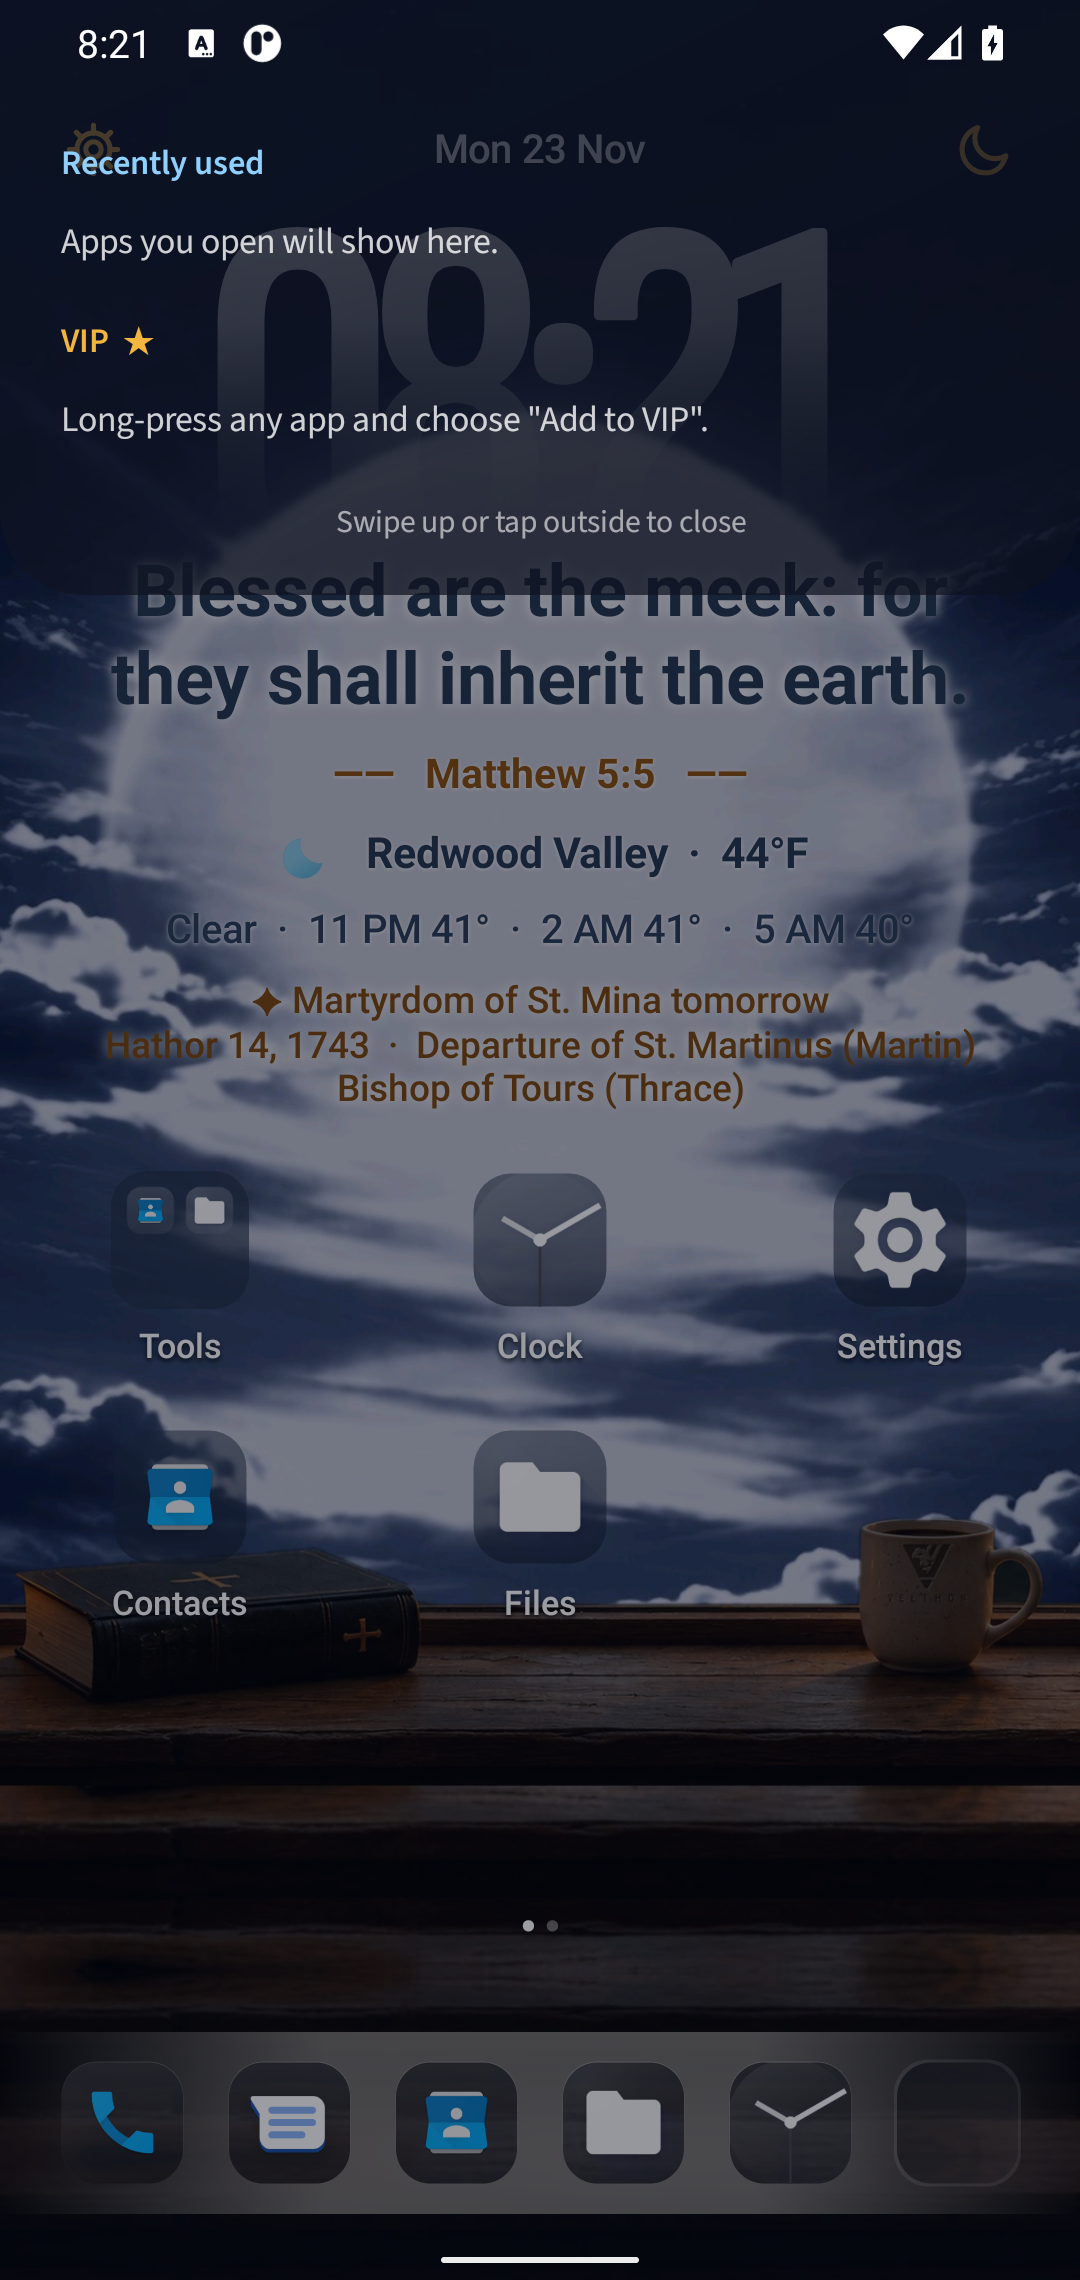 8:21
Mon 23 Nov
Recently used
08:21
Apps you open will show here.
VIP ★
Long-press any app and choose "Add to VIP".
Swipe up or tap outside to close
Blessed are the meek: for
they shall inherit the earth.
—— Matthew 5:5 ——
Redwood Valley · 44°F
Clear · 11 PM 41° · 2 AM 41° · 5 AM 40°
✦ Martyrdom of St. Mina tomorrow
Hathor 14, 1743 · Departure of St. Martinus (Martin)
Bishop of Tours (Thrace)
Tools
Clock
Settings
Contacts
Files